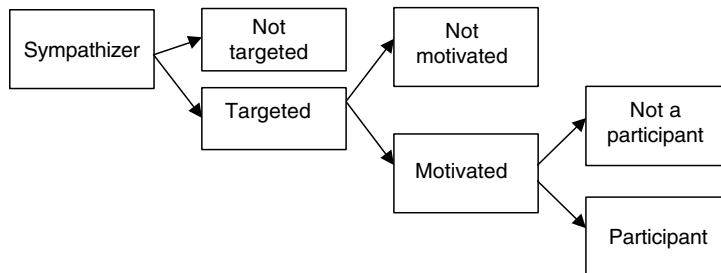 Sympathizer
Not
targeted
Targeted
Not
motivated
Motivated
Not a
participant
Participant